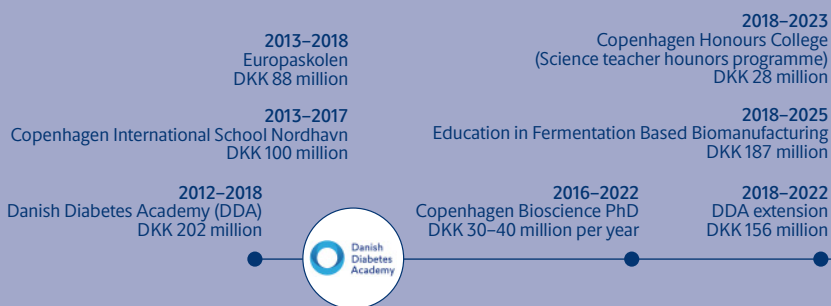 2013–2018
Europaskolen
DKK 88 million
2013–2017
Copenhagen International School Nordhavn
DKK 100 million
2012–2018
Danish Diabetes Academy (DDA)
DKK 202 million
Danish
Diabetes
Academy
2016–2022
Copenhagen Bioscience PhD
DKK 30–40 million per year
2018–2023
Copenhagen Honours College
(Science teacher hounors programme)
DKK 28 million
2018–2025
Education in Fermentation Based Biomanufacturing
DKK 187 million
2018–2022
DDA extension
DKK 156 million